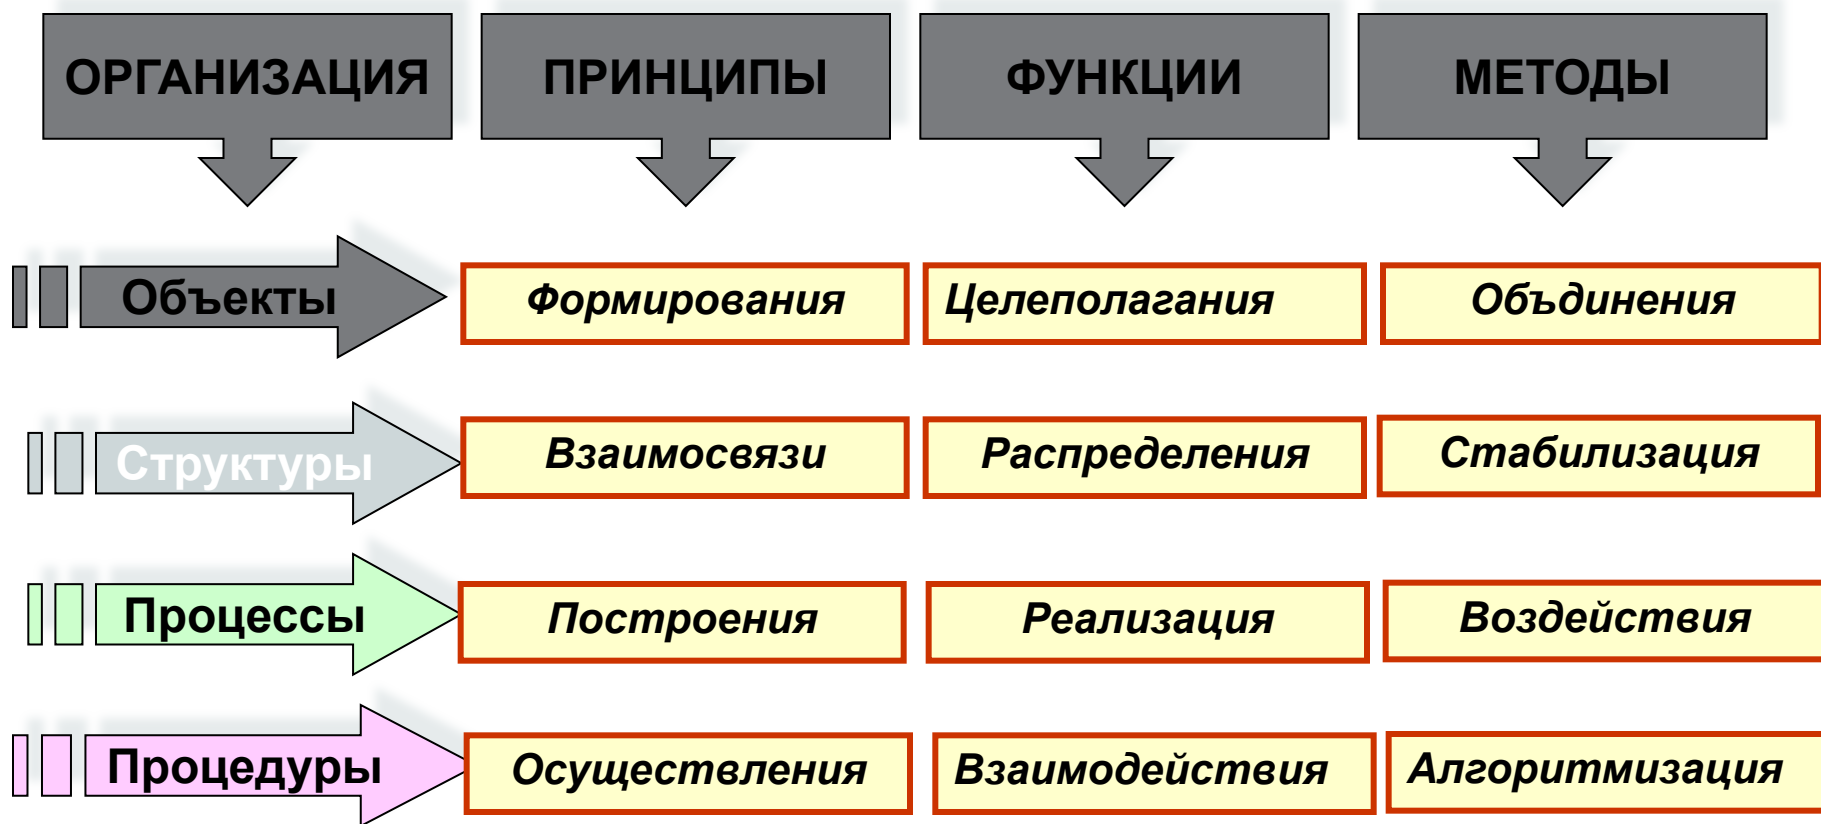 ОРГАНИЗАЦИЯ ПРИНЦИПЫ ФУНКЦИИ МЕТОДЫ
Объекты Формирования Целеполагания Объдинения
Структуры Взаимосвязи Распределения Стабилизация
Процессы Построения Реализация Воздействия
Процедуры Осуществления Взаимодействия Алгоритмизация